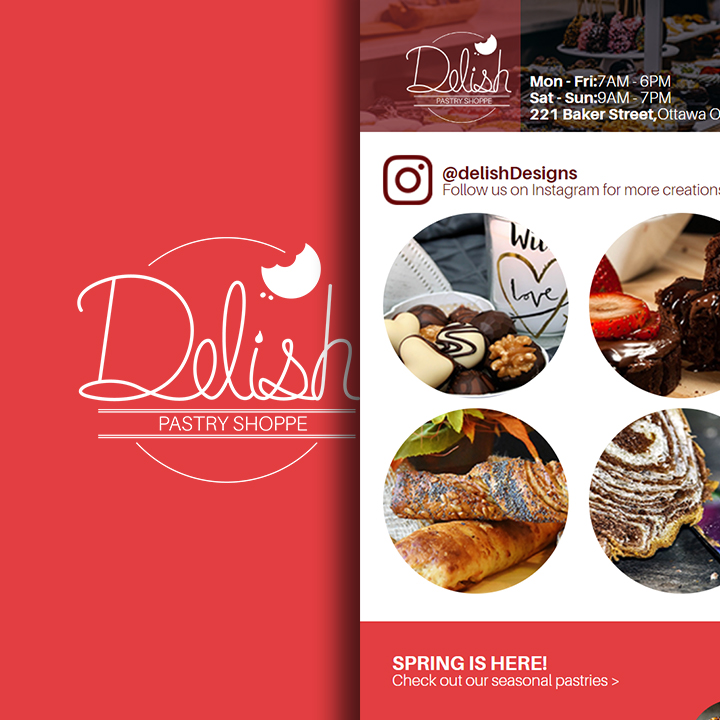 Delish
PASTRY SHOPPE
Delish
PASTRY SHOPPE
Mon - Fri:7AM - 6PM
Sat - Sun:9AM - 7PM
221 Baker Street,Ottawa O
@delishDesigns
Follow us on Instagram for more creations
Wi
Love
SPRING IS HERE!
Check out our seasonal pastries >